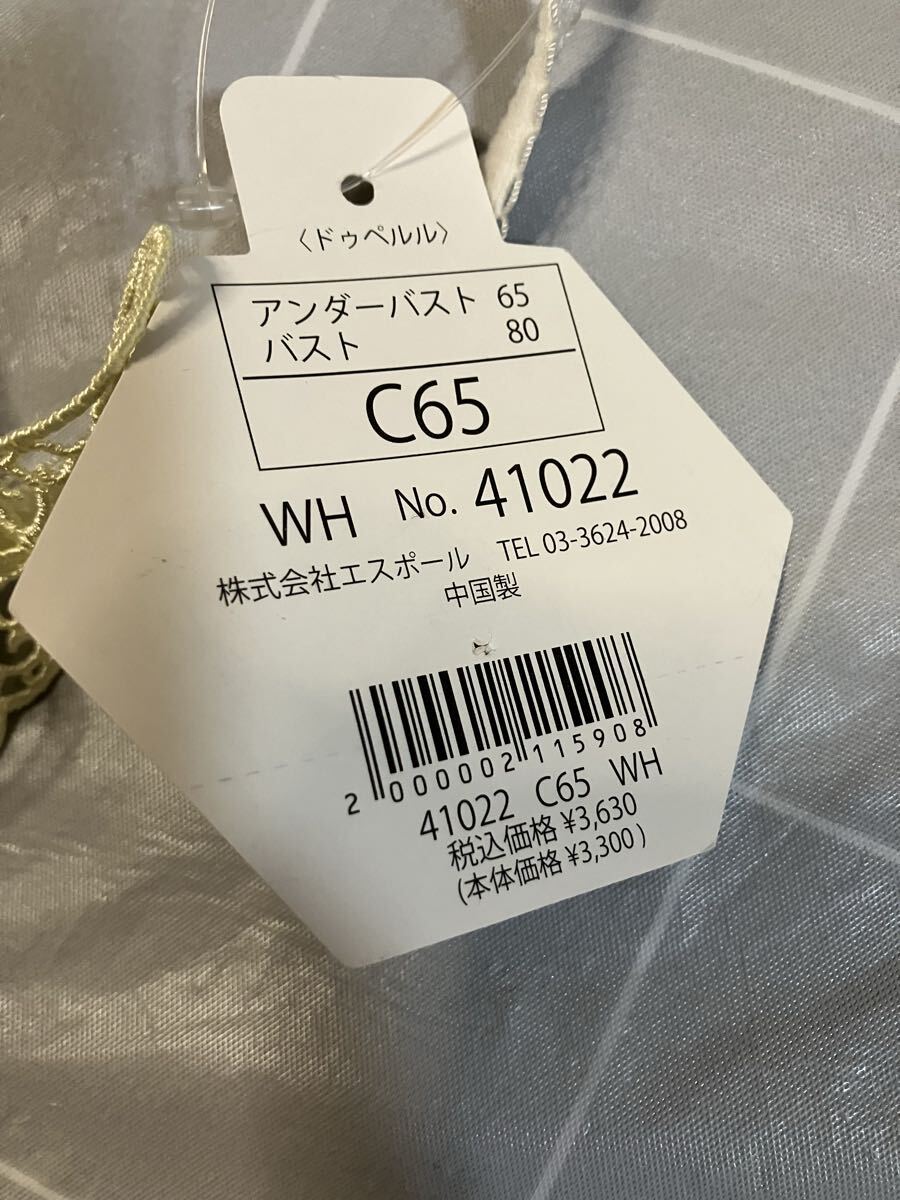 〈ドゥペルル〉
アンダーバスト 65
バスト 80
C65
WH No. 41022
株式会社エスポール TEL 03-3624-2008
中国製
2 000002 115908
41022 C65 WH
税込価格 ¥3,630
(本体価格 ¥3,300)